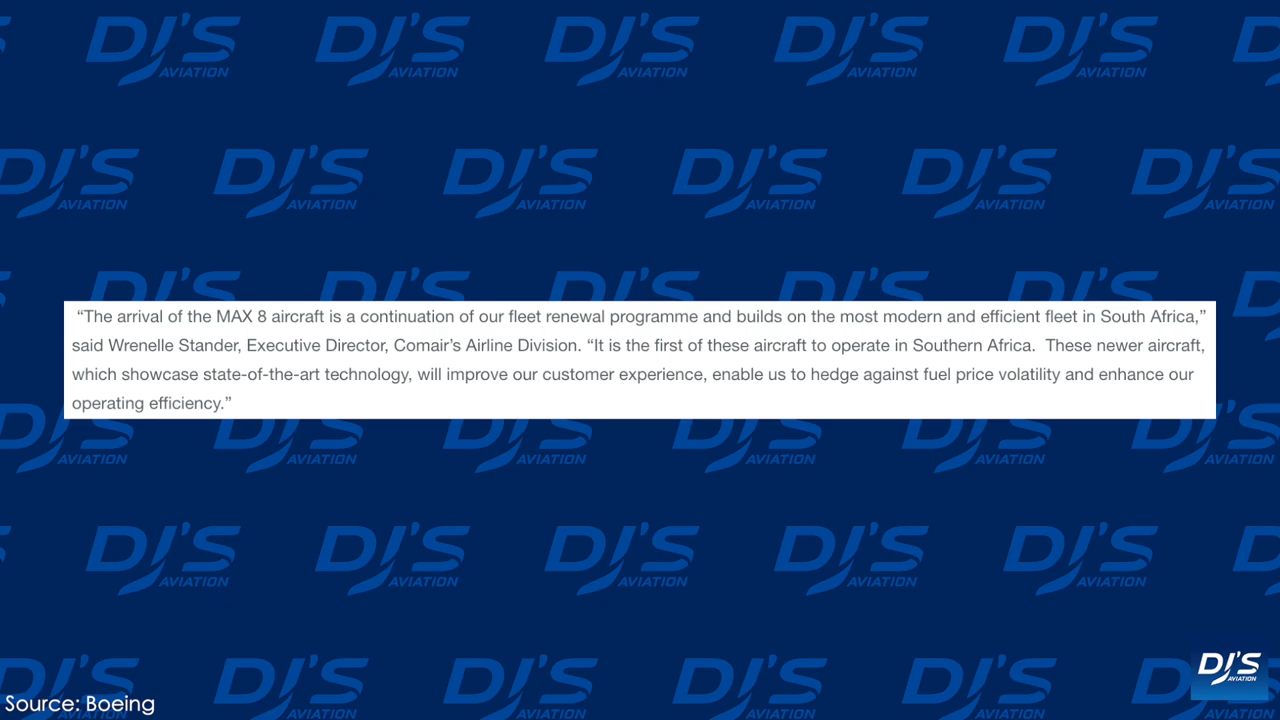 “The arrival of the MAX 8 aircraft is a continuation of our fleet renewal programme and builds on the most modern and efficient fleet in South Africa,”
said Wrenelle Stander, Executive Director, Comair’s Airline Division. “It is the first of these aircraft to operate in Southern Africa.  These newer aircraft,
which showcase state-of-the-art technology, will improve our customer experience, enable us to hedge against fuel price volatility and enhance our
operating efficiency.”
Source: Boeing
DJ’S
AVIATION